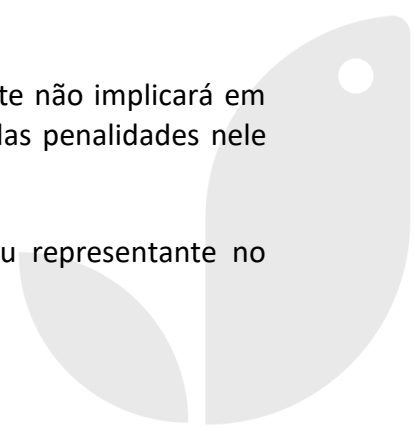 te não implicará em
las penalidades nele
u representante no